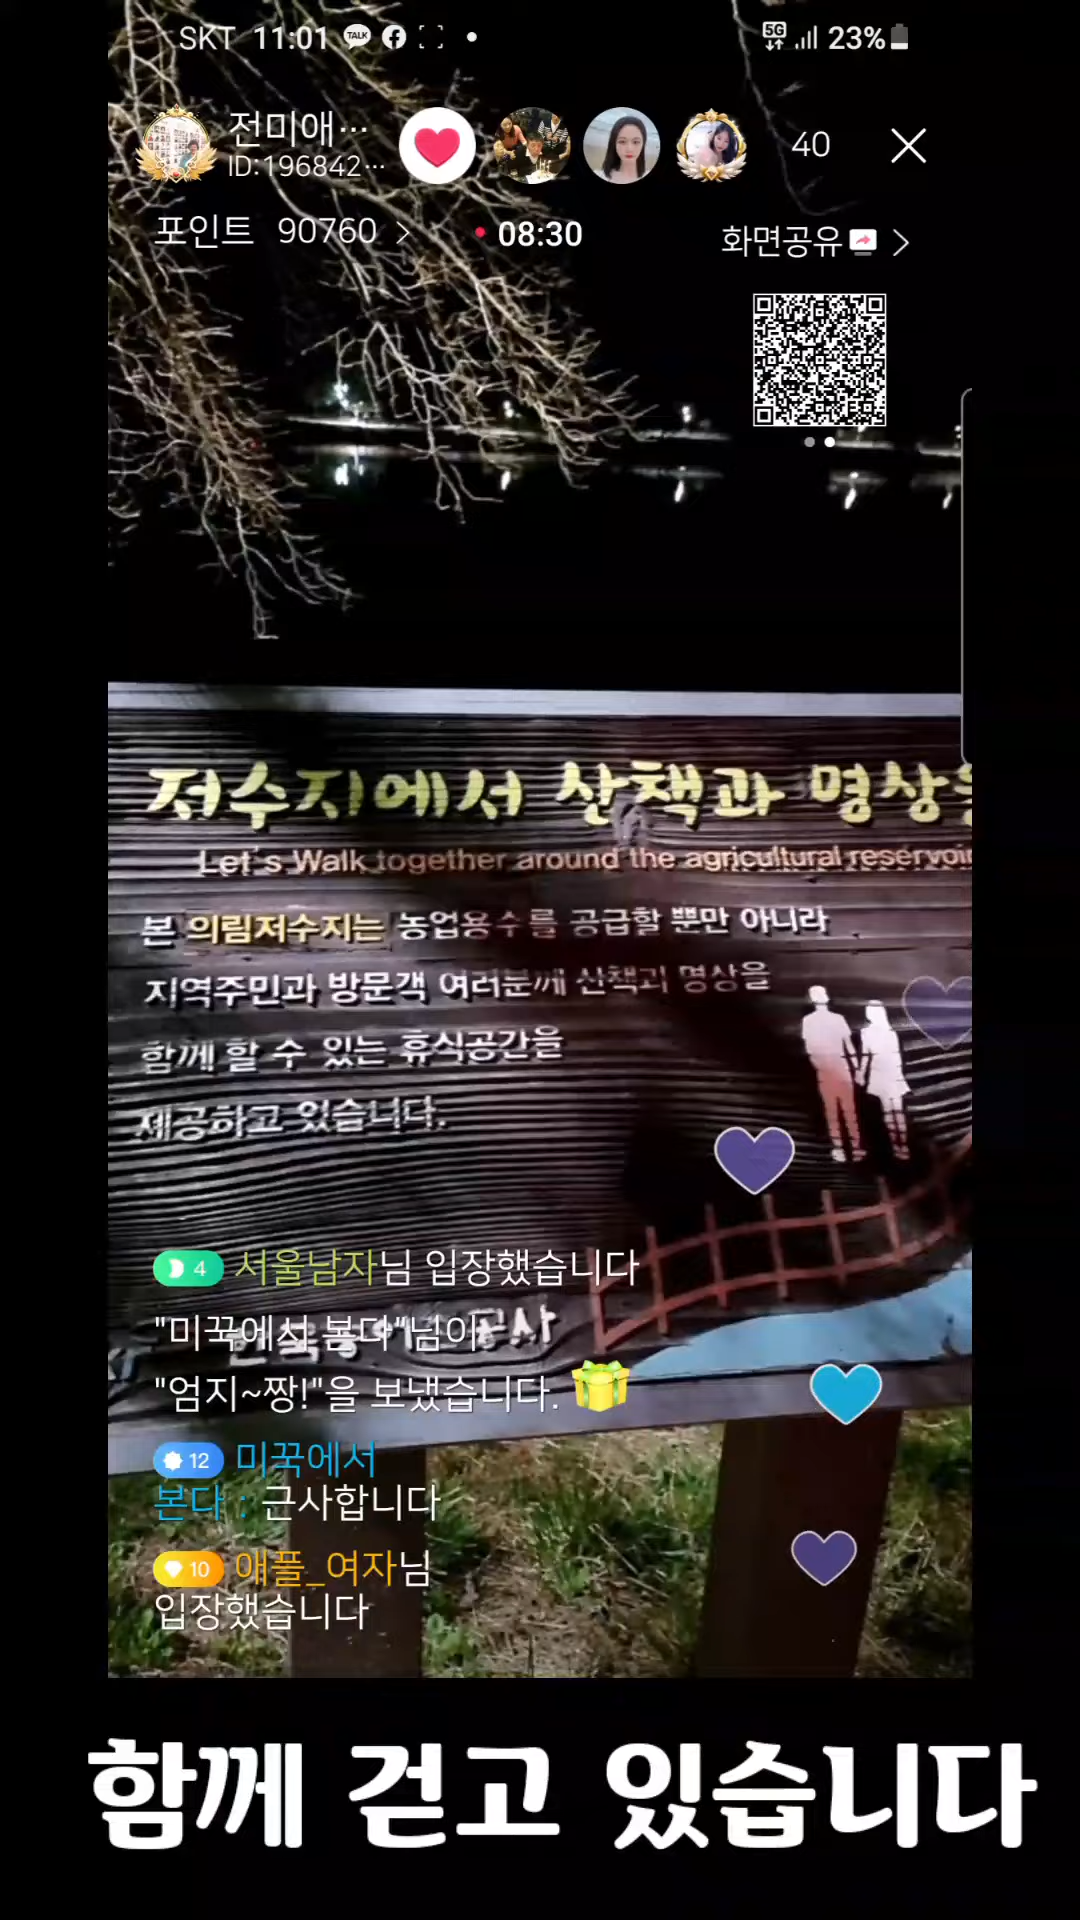 SKT 11:01 TALK 5G 23%
전미애…
ID:196842…
40
포인트 90760 >
08:30
화면공유 >
저수지에서 산책과 명상을
Let's Walk together around the agricultural reservoir
본 의림저수지는 농업용수를 공급할 뿐만 아니라
지역주민과 방문객 여러분께 산책과 명상을
함께 할 수 있는 휴식공간을
제공하고 있습니다.
4 서울남자님 입장했습니다
"미꾹에서 본다"님이
"엄지~짱!"을 보냈습니다.
12 미꾹에서
본다 : 근사합니다
10 애플_여자님
입장했습니다
함께 걷고 있습니다